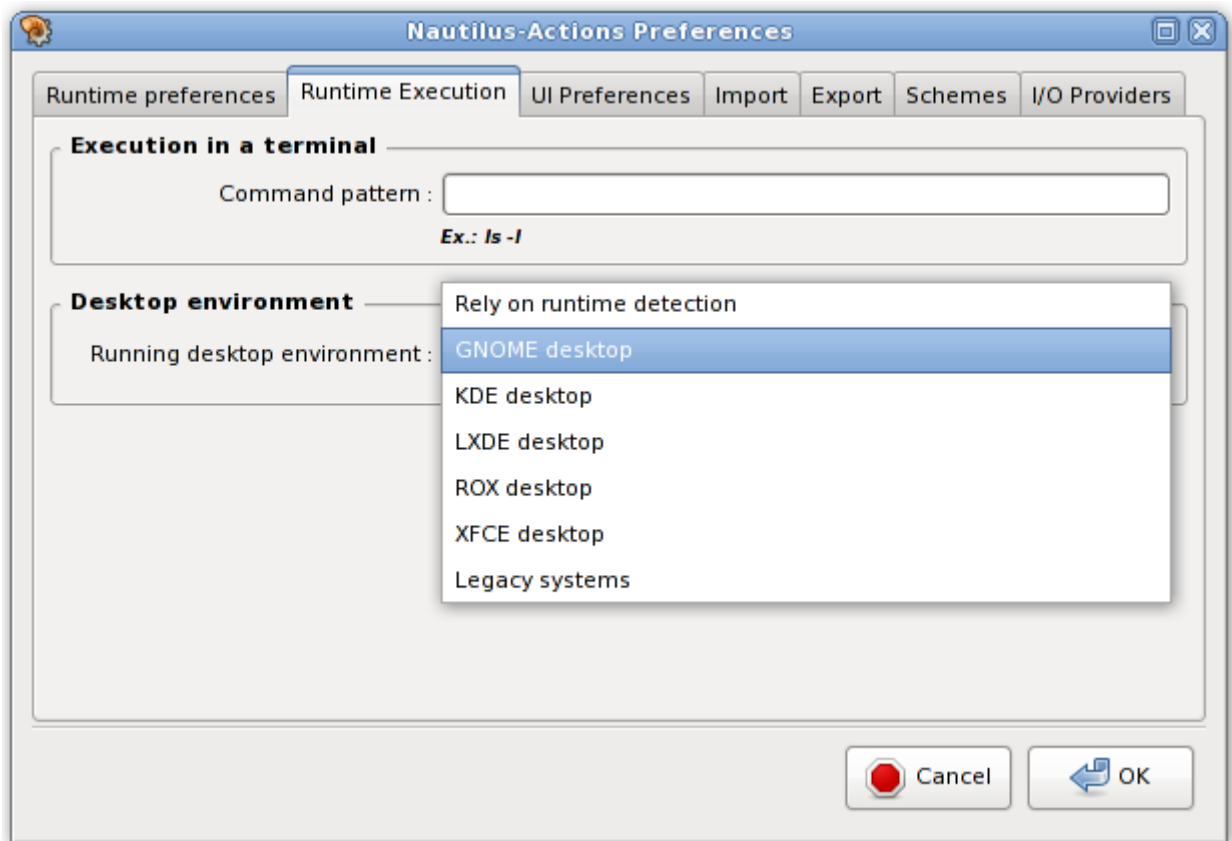 Nautilus-Actions Preferences
Runtime preferences Runtime Execution UI Preferences Import Export Schemes I/O Providers
Execution in a terminal
Command pattern :
Ex.: ls -l
Desktop environment
Running desktop environment :
Rely on runtime detection
GNOME desktop
KDE desktop
LXDE desktop
ROX desktop
XFCE desktop
Legacy systems
Cancel OK